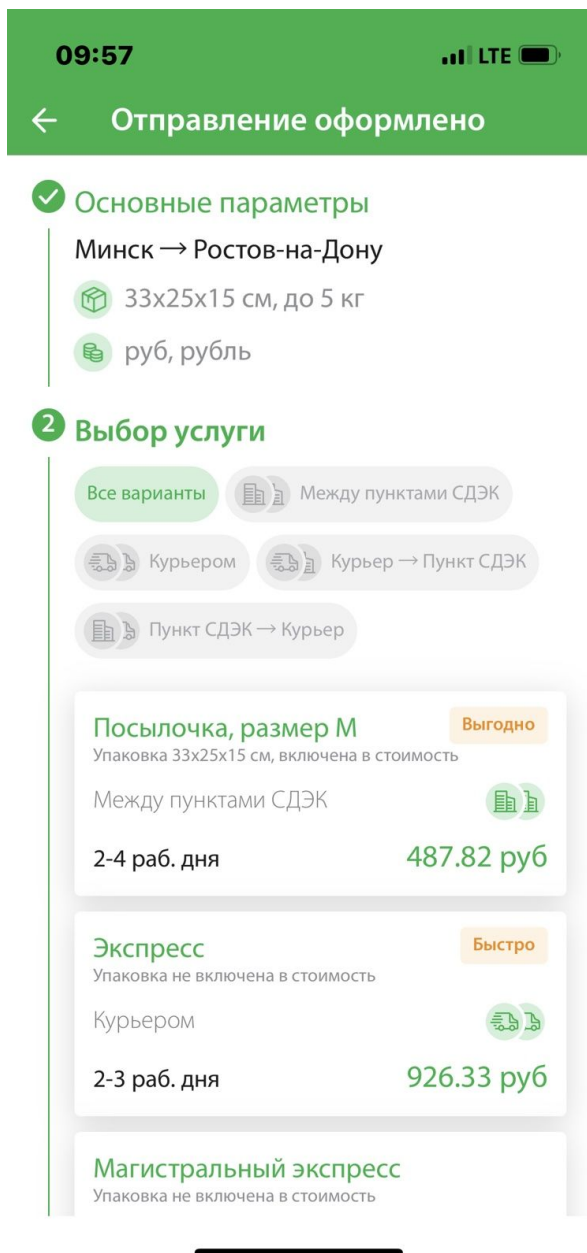 09:57 LTE
Отправление оформлено
Основные параметры
Минск → Ростов-на-Дону
33x25x15 см, до 5 кг
руб, рубль
2 Выбор услуги
Все варианты Между пунктами СДЭК
Курьером Курьер → Пункт СДЭК
Пункт СДЭК → Курьер
Посылочка, размер М Выгодно
Упаковка 33x25x15 см, включена в стоимость
Между пунктами СДЭК
2-4 раб. дня 487.82 руб
Экспресс Быстро
Упаковка не включена в стоимость
Курьером
2-3 раб. дня 926.33 руб
Магистральный экспресс
Упаковка не включена в стоимость